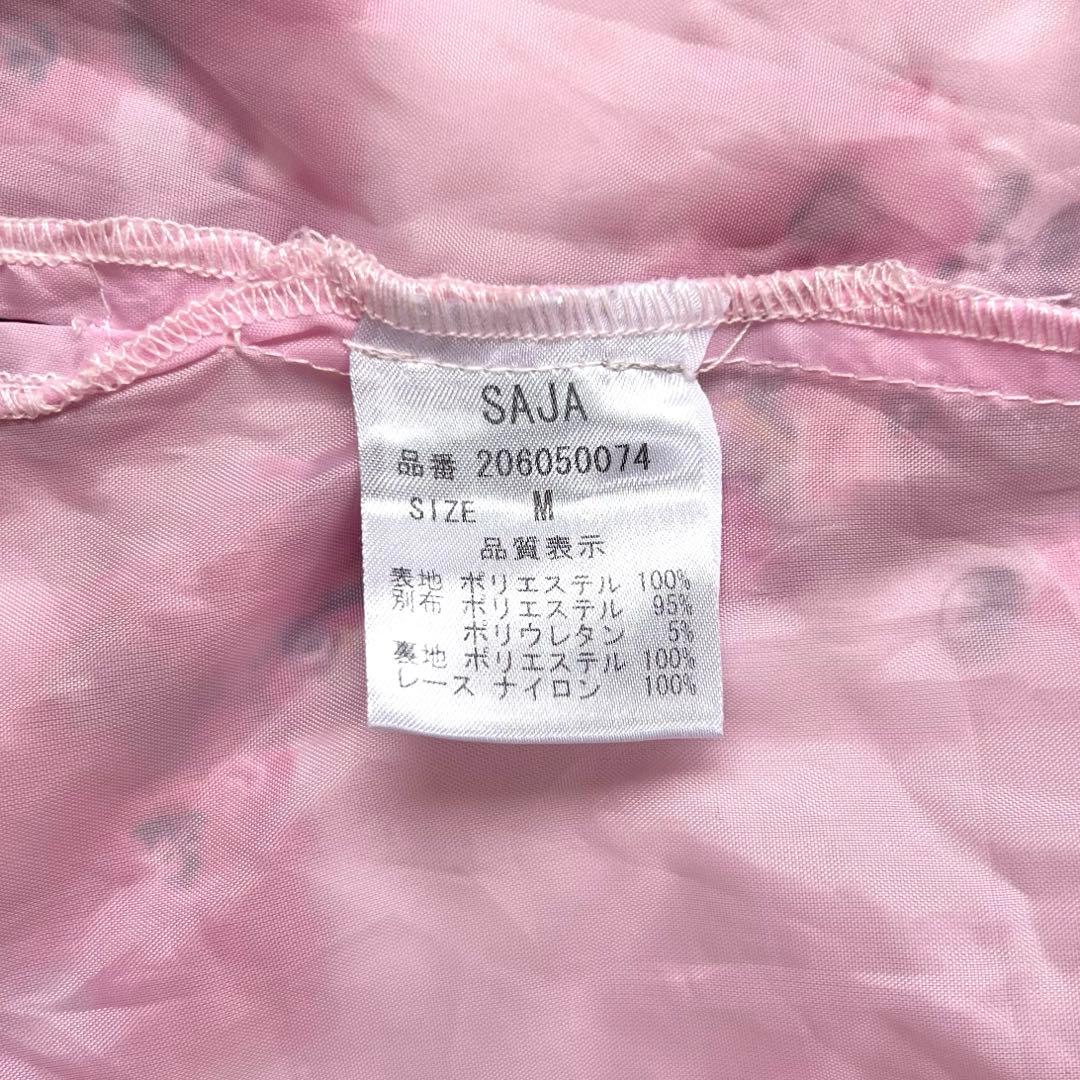 SAJA
品番 206050074
SIZE M
品質表示
表地 ポリエステル 100%
別布 ポリエステル 95%
ポリウレタン 5%
裏地 ポリエステル 100%
レース ナイロン 100%